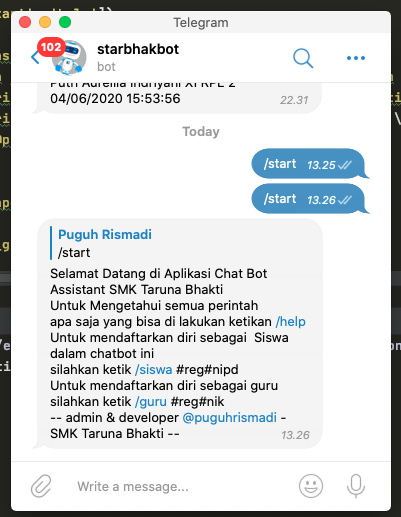 Telegram
102
starbhakbot
bot
Putri Aurellia Indriyani XI RPL 2
04/06/2020 15:53:56
22.31
Today
/start 13.25
/start 13.26
Puguh Rismadi
/start
Selamat Datang di Aplikasi Chat Bot
Assistant SMK Taruna Bhakti
Untuk Mengetahui semua perintah
apa saja yang bisa di lakukan ketikan /help
Untuk mendaftarkan diri sebagai  Siswa
dalam chatbot ini
silahkan ketik /siswa #reg#nipd
Untuk mendaftarkan diri sebagai guru
silahkan ketik /guru #reg#nik
-- admin & developer @puguhrismadi -
SMK Taruna Bhakti --
13.26
Write a message...